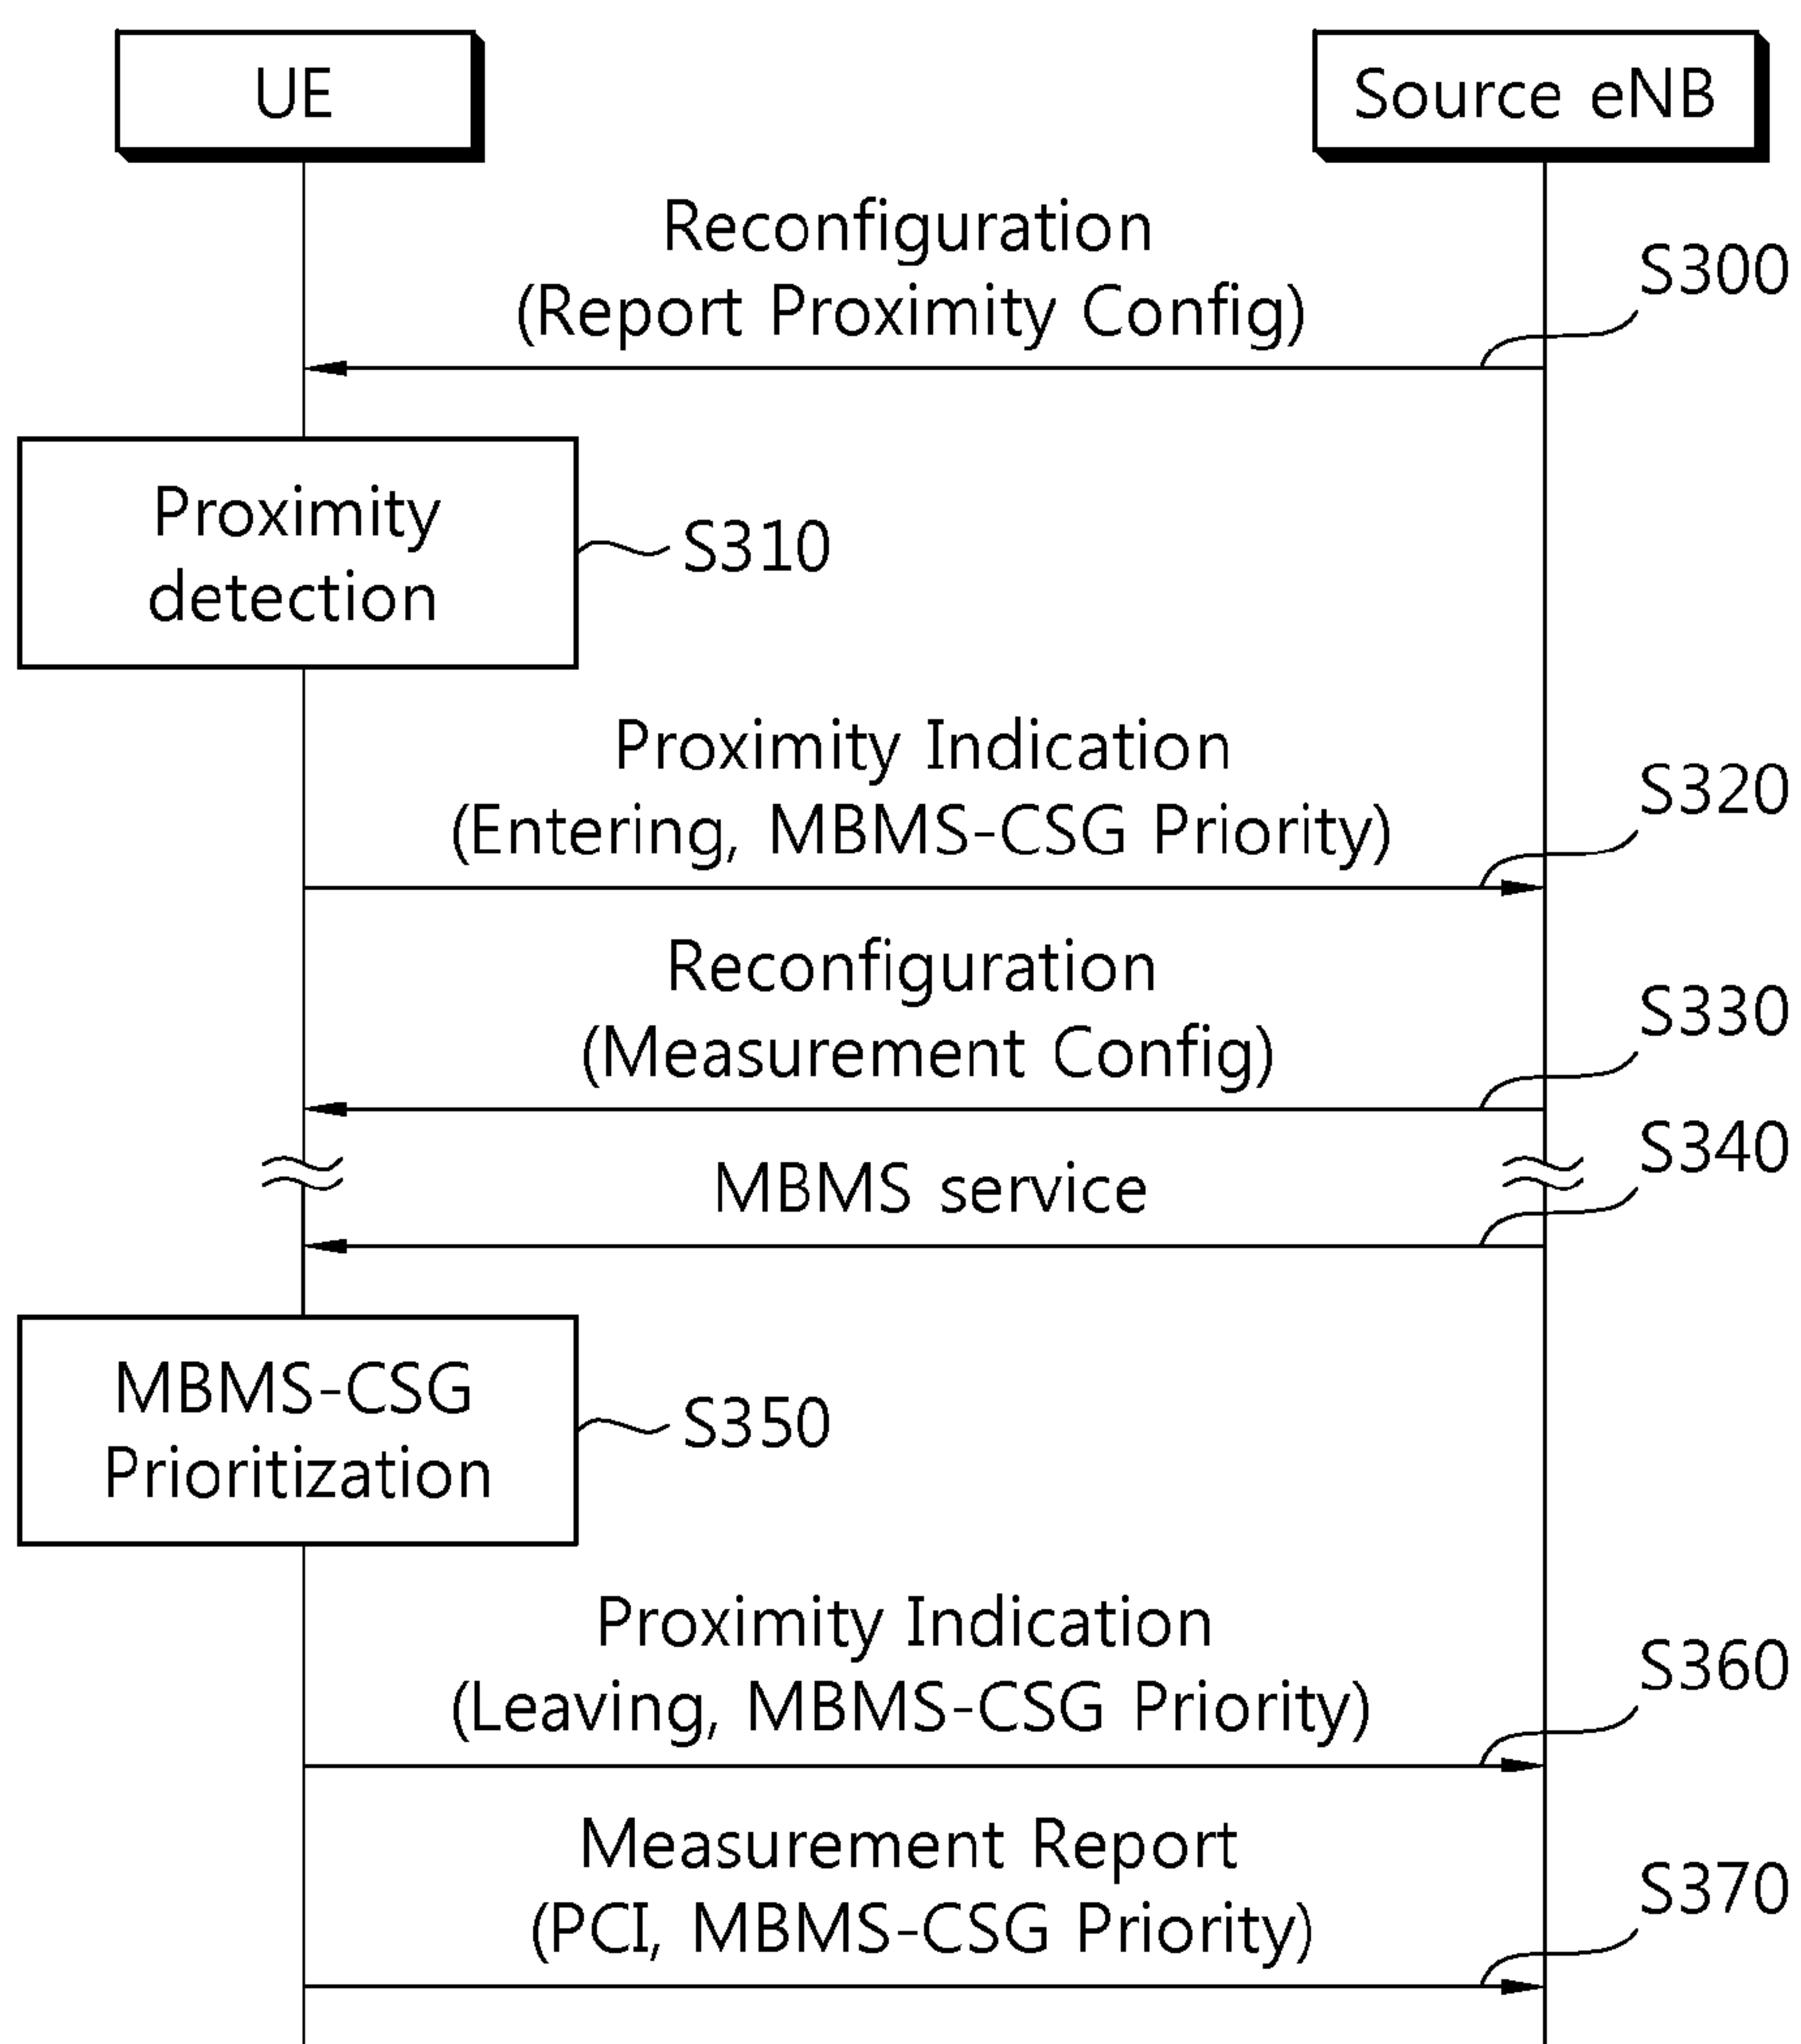 UE
Source eNB
Reconfiguration
(Report Proximity Config)
S300
Proximity
detection
S310
Proximity Indication
(Entering, MBMS-CSG Priority)
S320
Reconfiguration
(Measurement Config)
S330
MBMS service
S340
MBMS-CSG
Prioritization
S350
Proximity Indication
(Leaving, MBMS-CSG Priority)
S360
Measurement Report
(PCI, MBMS-CSG Priority)
S370